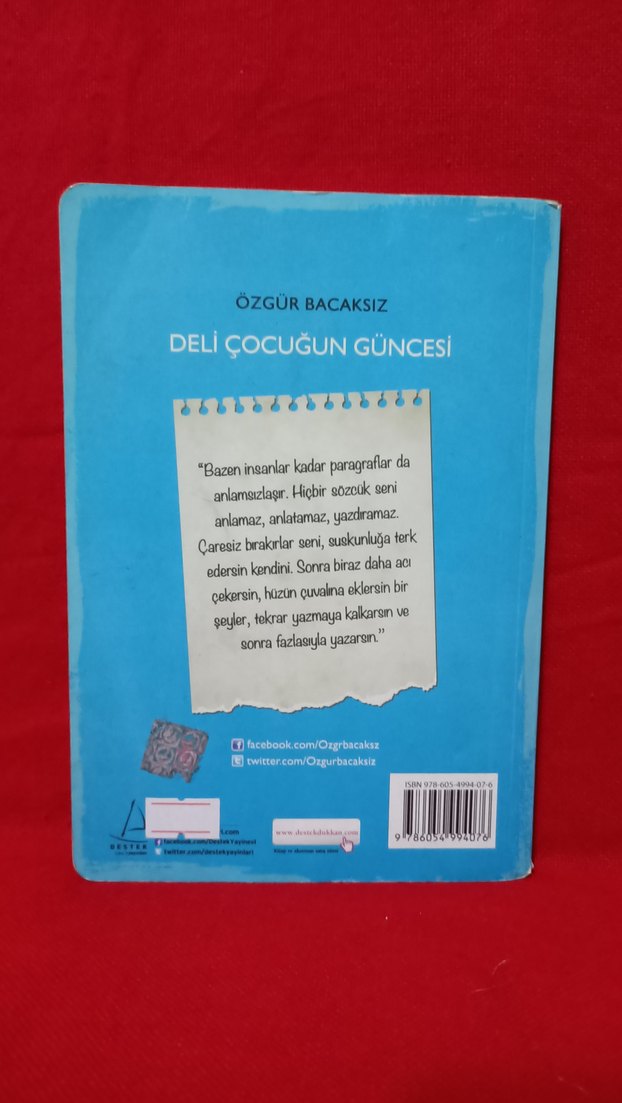 ÖZGÜR BACAKSIZ
DELİ ÇOCUĞUN GÜNCESİ
“Bazen insanlar kadar paragraflar da
anlamsızlaşır. Hiçbir sözcük seni
anlamaz, anlatamaz, yazdıramaz.
Çaresiz bırakırlar seni, suskunluğa terk
edersin kendini. Sonra biraz daha acı
çekersin, hüzün çuvalına eklersin bir
şeyler, tekrar yazmaya kalkarsın ve
sonra fazlasıyla yazarsın.”
facebook.com/Ozgrbacaksz
twitter.com/Ozgurbacaksiz
ISBN 978-605-4994-07-6
9 786054 994076
DESTEK
.com
facebook.com/DestekYayinevi
twitter.com/destekyayinlari
www.destekdukkan.com